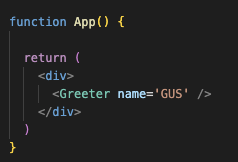 function App() {
return (
<div>
<Greeter name='GUS' />
</div>
)
}